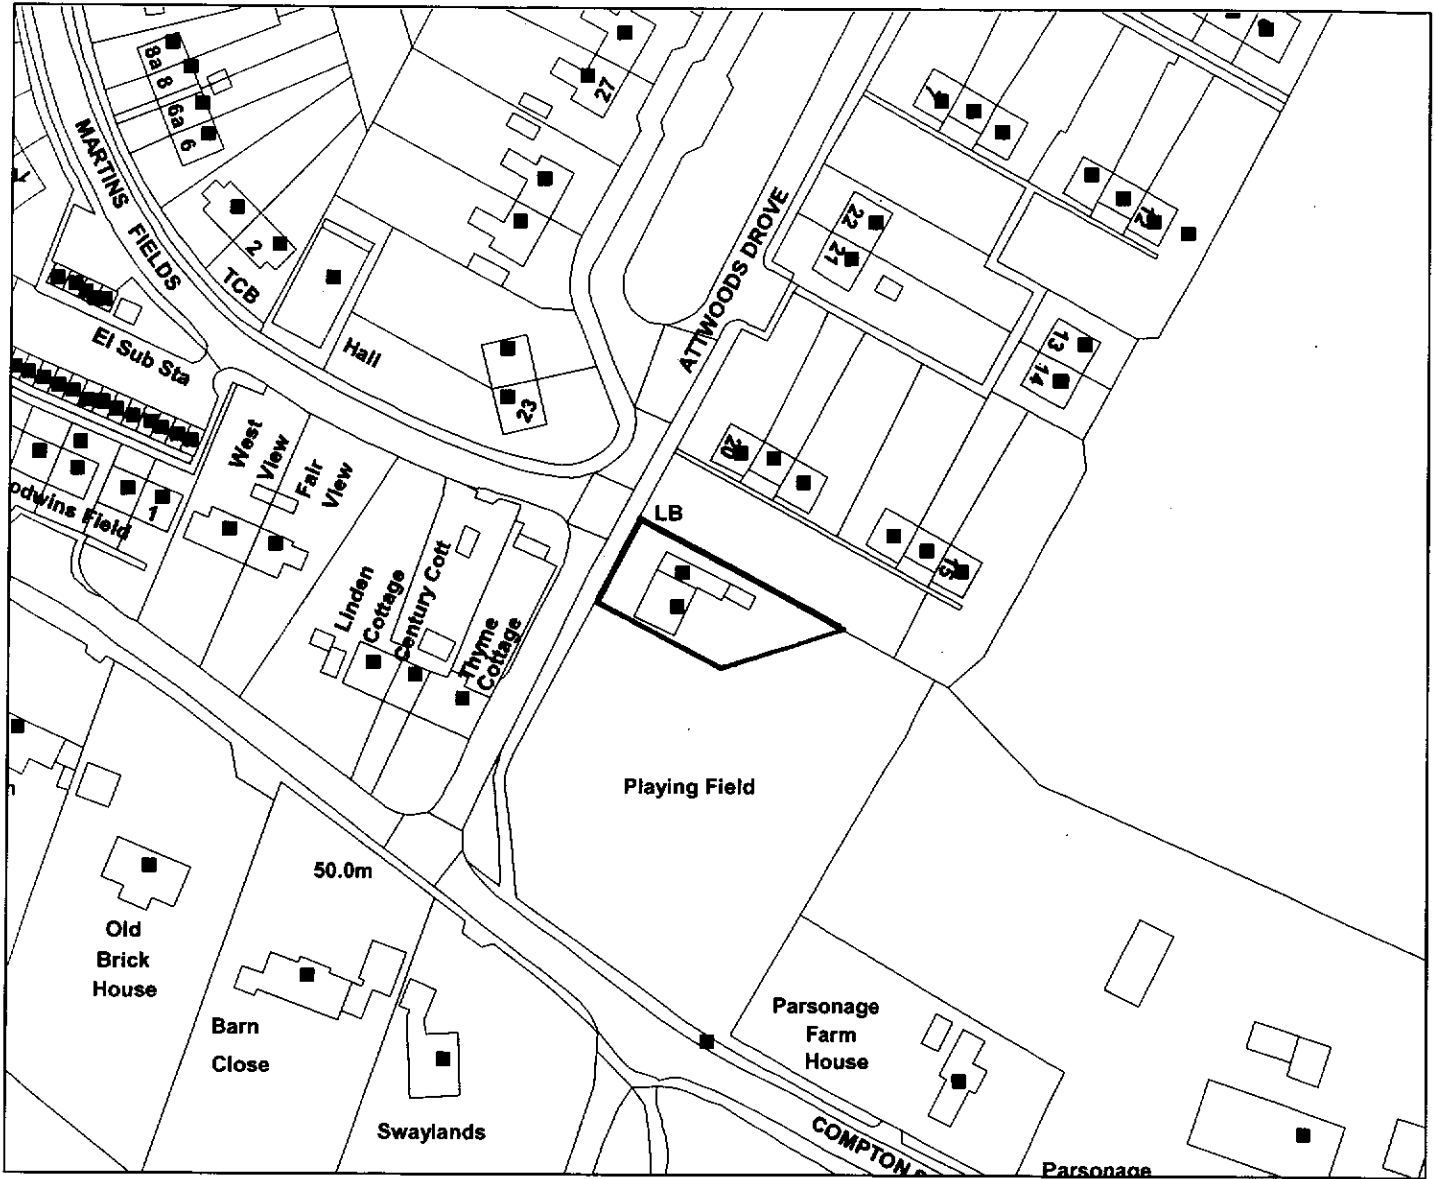 8a
8
6a
6
27
7
MARTINS FIELDS
2
TCB
22
21
12
ATTWOODS DROVE
El Sub Sta
Hall
13
14
23
West
View
Fair
View
20
1
odwins Field
LB
15
Linden
Cottage
Century Cott
Thyme
Cottage
Playing Field
50.0m
Old
Brick
House
Barn
Close
Swaylands
Parsonage
Farm
House
COMPTON S
Parsonage